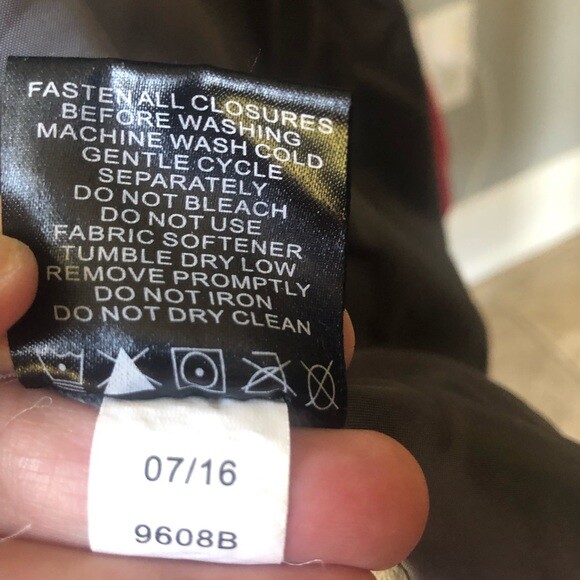 FASTEN ALL CLOSURES
BEFORE WASHING
MACHINE WASH COLD
GENTLE CYCLE
SEPARATELY
DO NOT BLEACH
DO NOT USE
FABRIC SOFTENER
TUMBLE DRY LOW
REMOVE PROMPTLY
DO NOT IRON
DO NOT DRY CLEAN
07/16
9608B